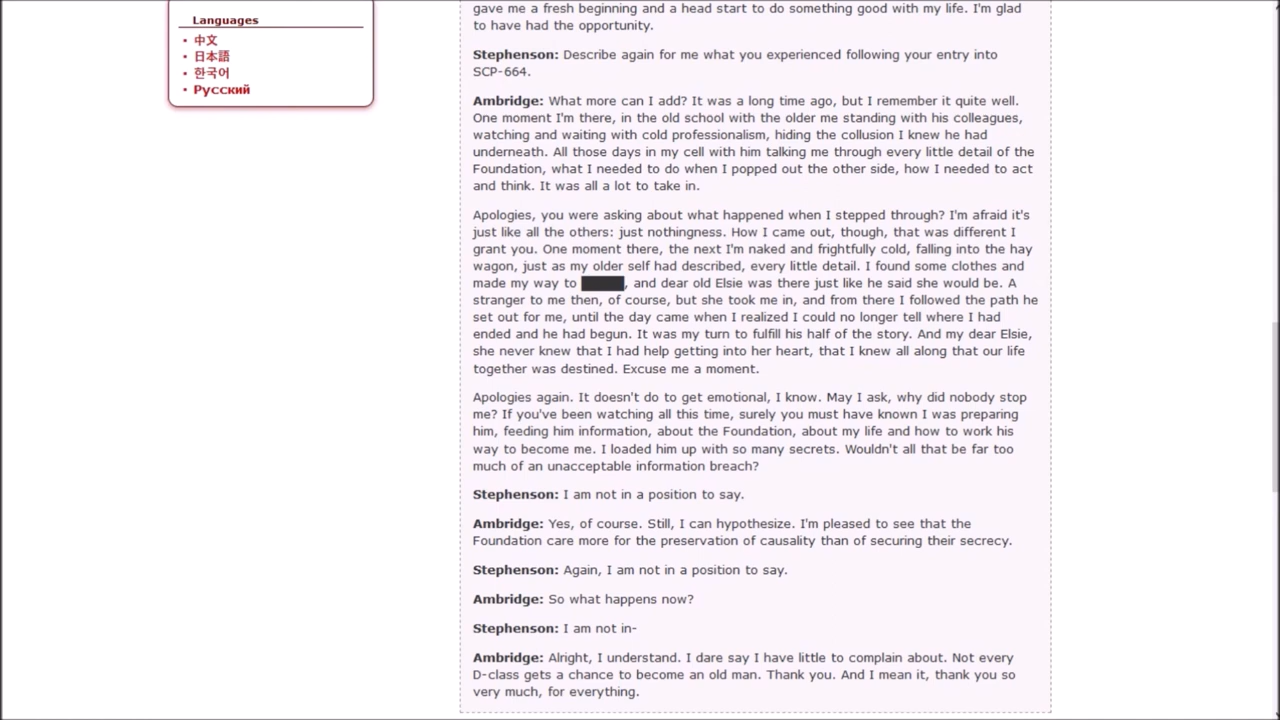 Languages
• 中文
• 日本語
• 한국어
• Русский
gave me a fresh beginning and a head start to do something good with my life. I'm glad
to have had the opportunity.
Stephenson: Describe again for me what you experienced following your entry into
SCP-664.
Ambridge: What more can I add? It was a long time ago, but I remember it quite well.
One moment I'm there, in the old school with the older me standing with his colleagues,
watching and waiting with cold professionalism, hiding the collusion I knew he had
underneath. All those days in my cell with him talking me through every little detail of the
Foundation, what I needed to do when I popped out the other side, how I needed to act
and think. It was all a lot to take in.
Apologies, you were asking about what happened when I stepped through? I'm afraid it's
just like all the others: just nothingness. How I came out, though, that was different I
grant you. One moment there, the next I'm naked and frightfully cold, falling into the hay
wagon, just as my older self had described, every little detail. I found some clothes and
made my way to █████, and dear old Elsie was there just like he said she would be. A
stranger to me then, of course, but she took me in, and from there I followed the path he
set out for me, until the day came when I realized I could no longer tell where I had
ended and he had begun. It was my turn to fulfill his half of the story. And my dear Elsie,
she never knew that I had help getting into her heart, that I knew all along that our life
together was destined. Excuse me a moment.
Apologies again. It doesn't do to get emotional, I know. May I ask, why did nobody stop
me? If you've been watching all this time, surely you must have known I was preparing
him, feeding him information, about the Foundation, about my life and how to work his
way to become me. I loaded him up with so many secrets. Wouldn't all that be far too
much of an unacceptable information breach?
Stephenson: I am not in a position to say.
Ambridge: Yes, of course. Still, I can hypothesize. I'm pleased to see that the
Foundation care more for the preservation of causality than of securing their secrecy.
Stephenson: Again, I am not in a position to say.
Ambridge: So what happens now?
Stephenson: I am not in-
Ambridge: Alright, I understand. I dare say I have little to complain about. Not every
D-class gets a chance to become an old man. Thank you. And I mean it, thank you so
very much, for everything.